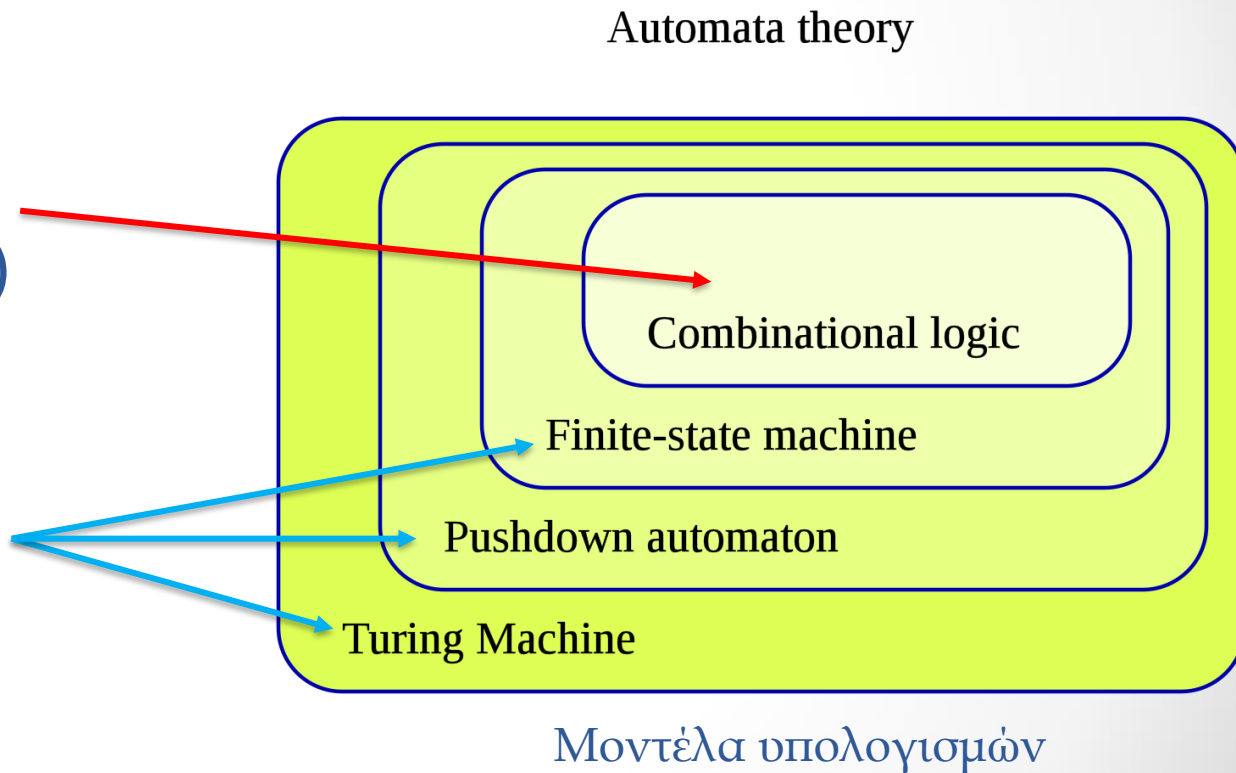 Automata theory
)
Combinational logic
Finite-state machine
Pushdown automaton
Turing Machine
Μοντέλα υπολογισμών